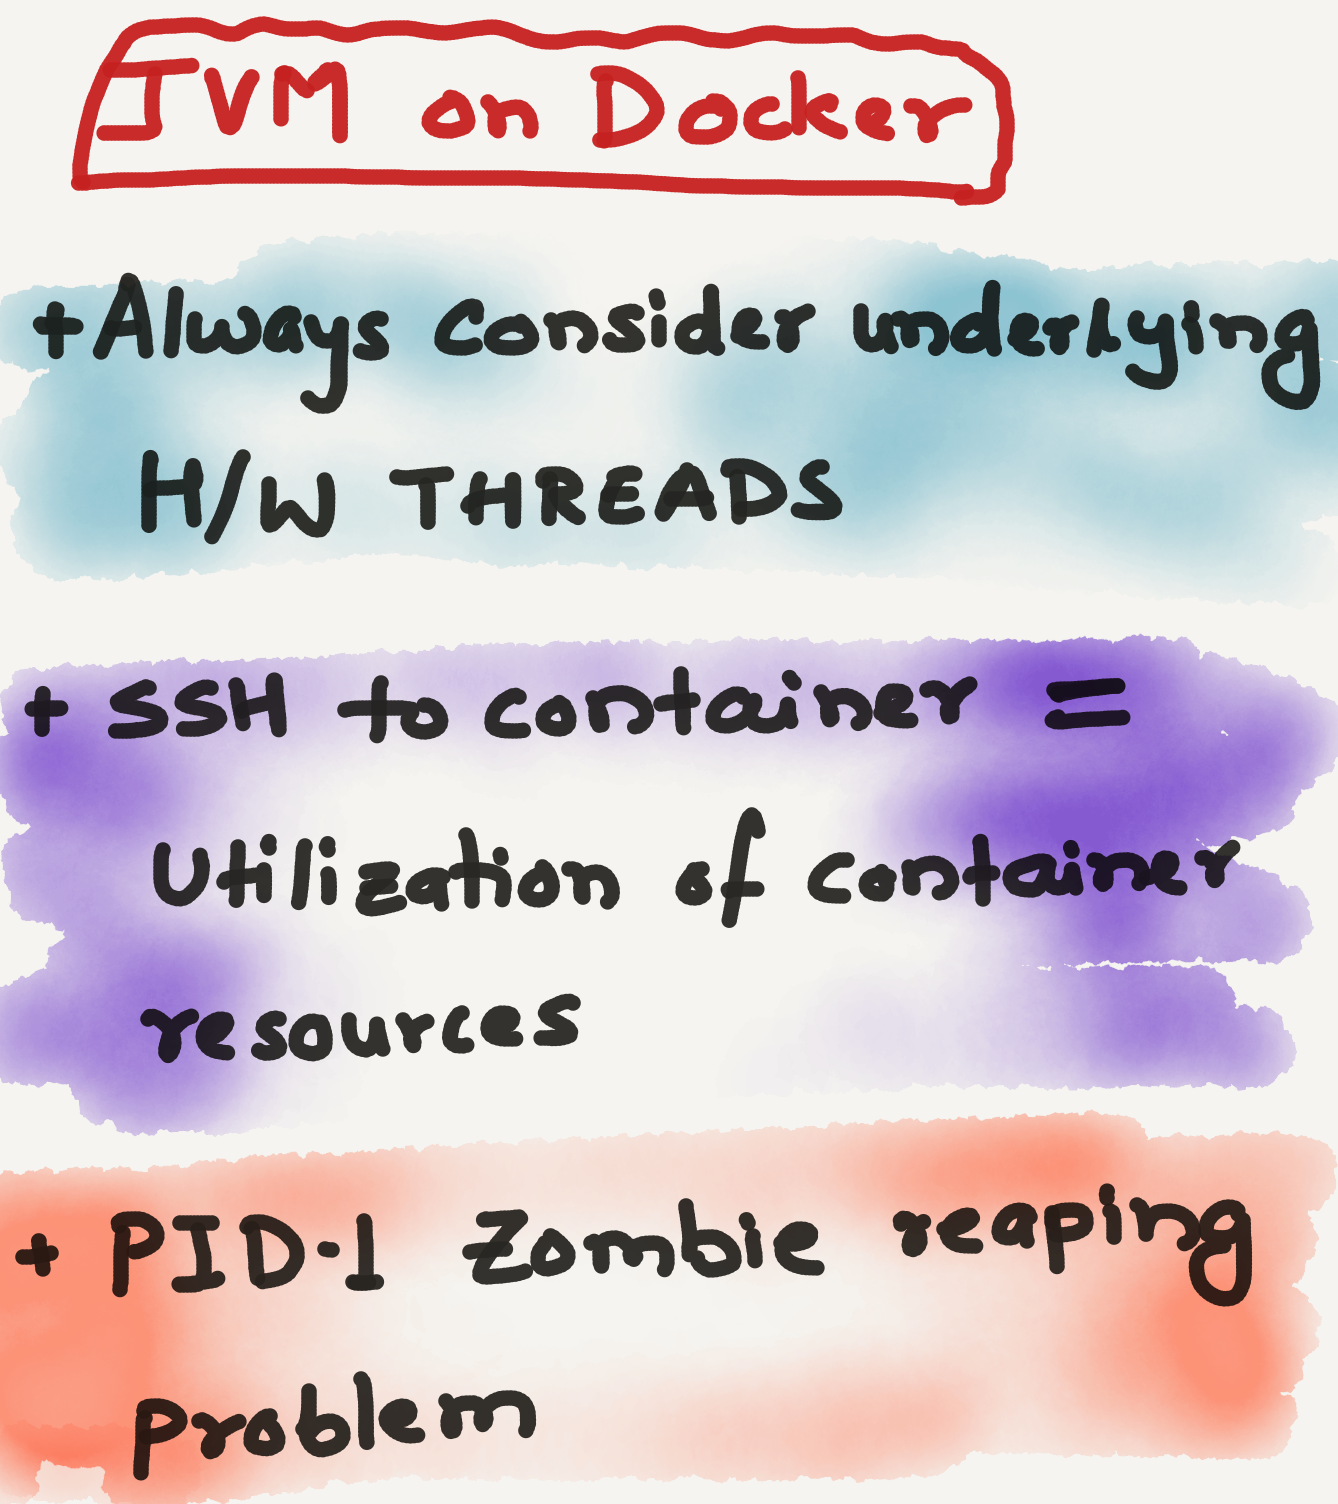 JVM on Docker
+ Always consider underlying
H/W THREADS
+ SSH to container =
Utilization of container
resources
+ PID-1 Zombie reaping
problem